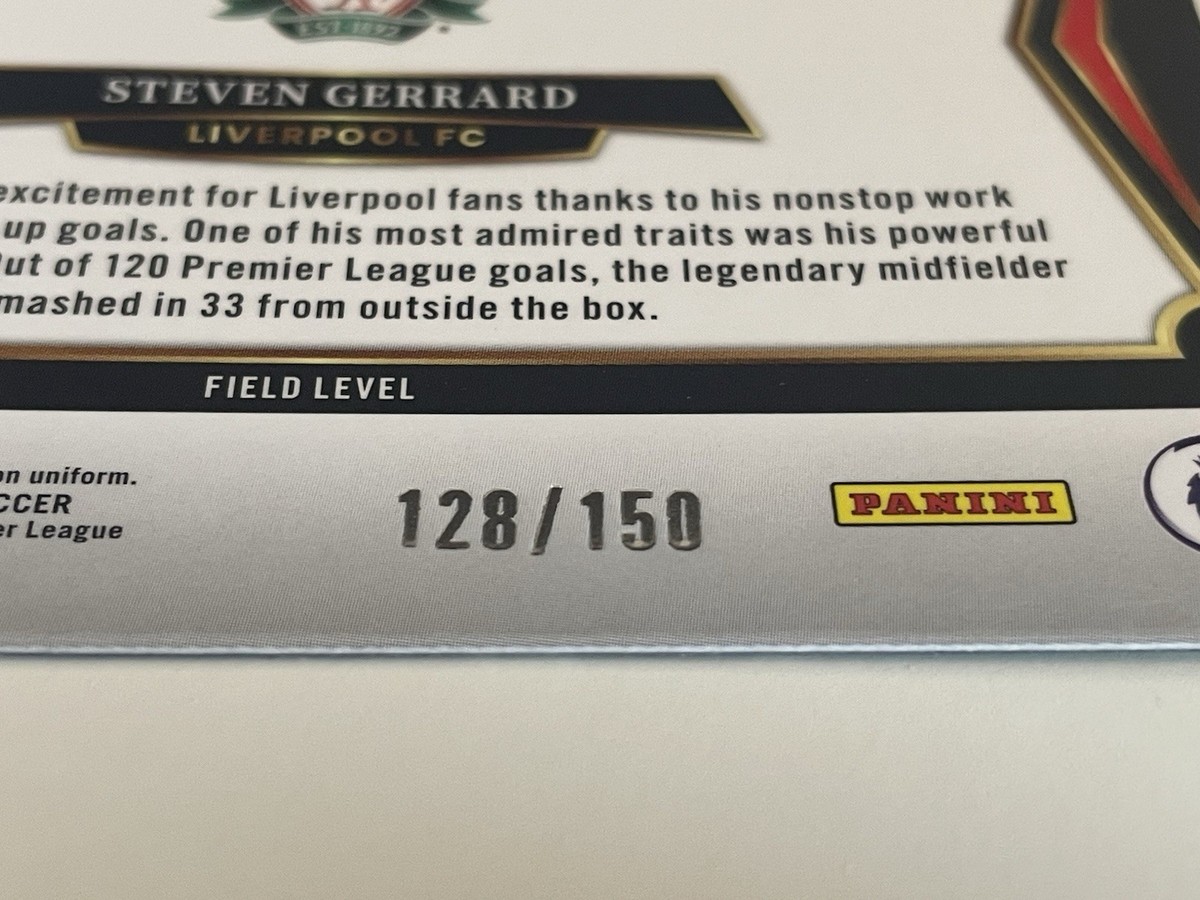 EST·1892
STEVEN GERRARD
LIVERPOOL FC
excitement for Liverpool fans thanks to his nonstop work
up goals. One of his most admired traits was his powerful
Out of 120 Premier League goals, the legendary midfielder
mashed in 33 from outside the box.
FIELD LEVEL
on uniform.
CCER
er League
128/150
PANINI